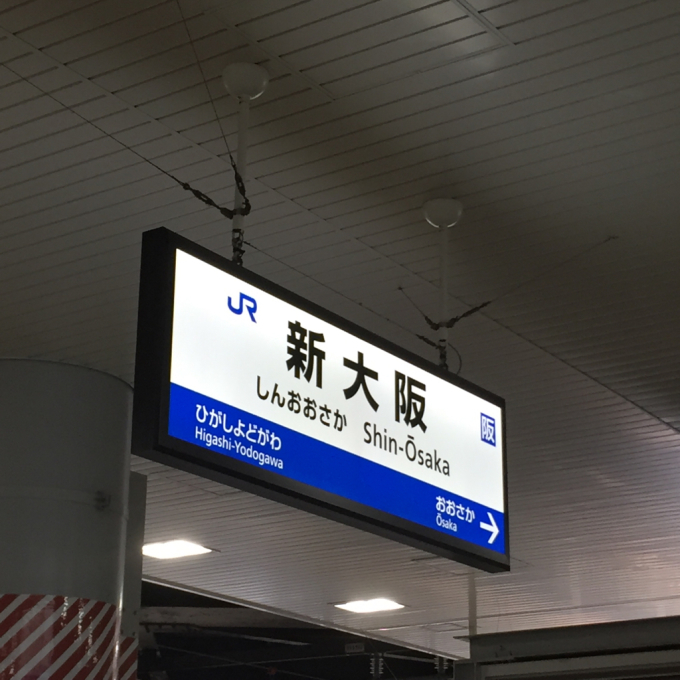 JR
新大阪
しんおおさか Shin-Ōsaka
阪
ひがしよどがわ
Higashi-Yodogawa
おおさか
Ōsaka